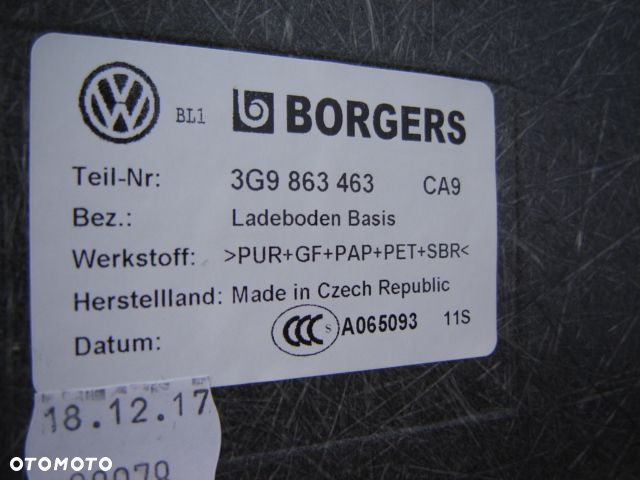 VW
BL1 BORGERS
Teil-Nr: 3G9 863 463 CA9
Bez.: Ladeboden Basis
Werkstoff: >PUR+GF+PAP+PET+SBR<
Herstellland: Made in Czech Republic
Datum: CCC S A065093 11S
18.12.17
OTOMOTO